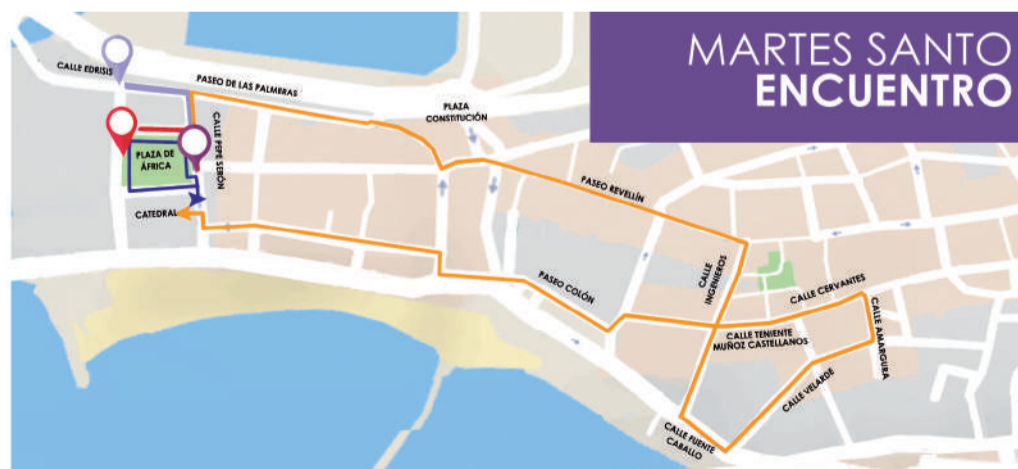 MARTES SANTO
ENCUENTRO
CALLE EDRISIS
PASEO DE LAS PALMERAS
PLAZA
CONSTITUCIÓN
PLAZA DE
ÁFRICA
CALLE PEPE SERÓN
CATEDRAL
PASEO REVELLÍN
CALLE
INGENIEROS
PASEO COLÓN
CALLE CERVANTES
CALLE TENIENTE
MUÑOZ CASTELLANOS
CALLE AMARGURA
CALLE VELARDE
CALLE FUENTE
CABALLO